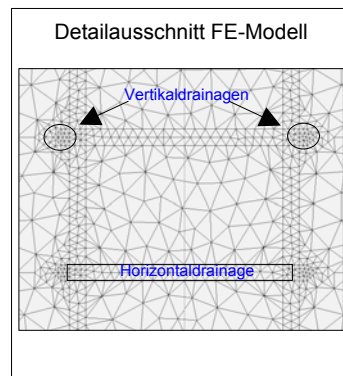 Detailausschnitt FE-Modell
Vertikaldrainagen
Horizontaldrainage